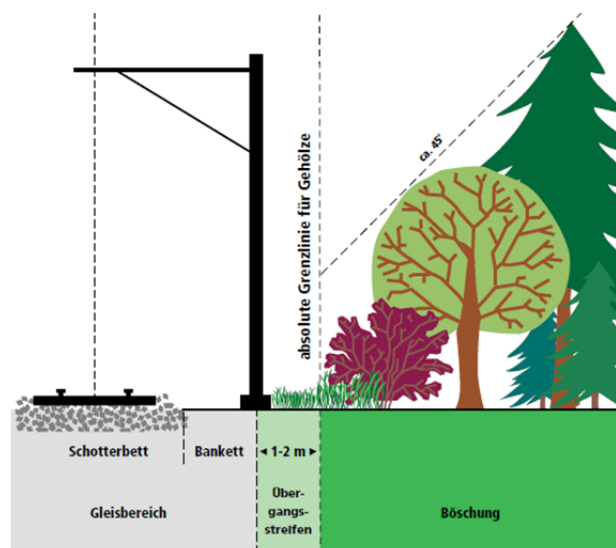 absolute Grenzlinie für Gehölze
ca. 45°
Schotterbett
Bankett
1-2 m
Gleisbereich
Über-
gangs-
streifen
Böschung